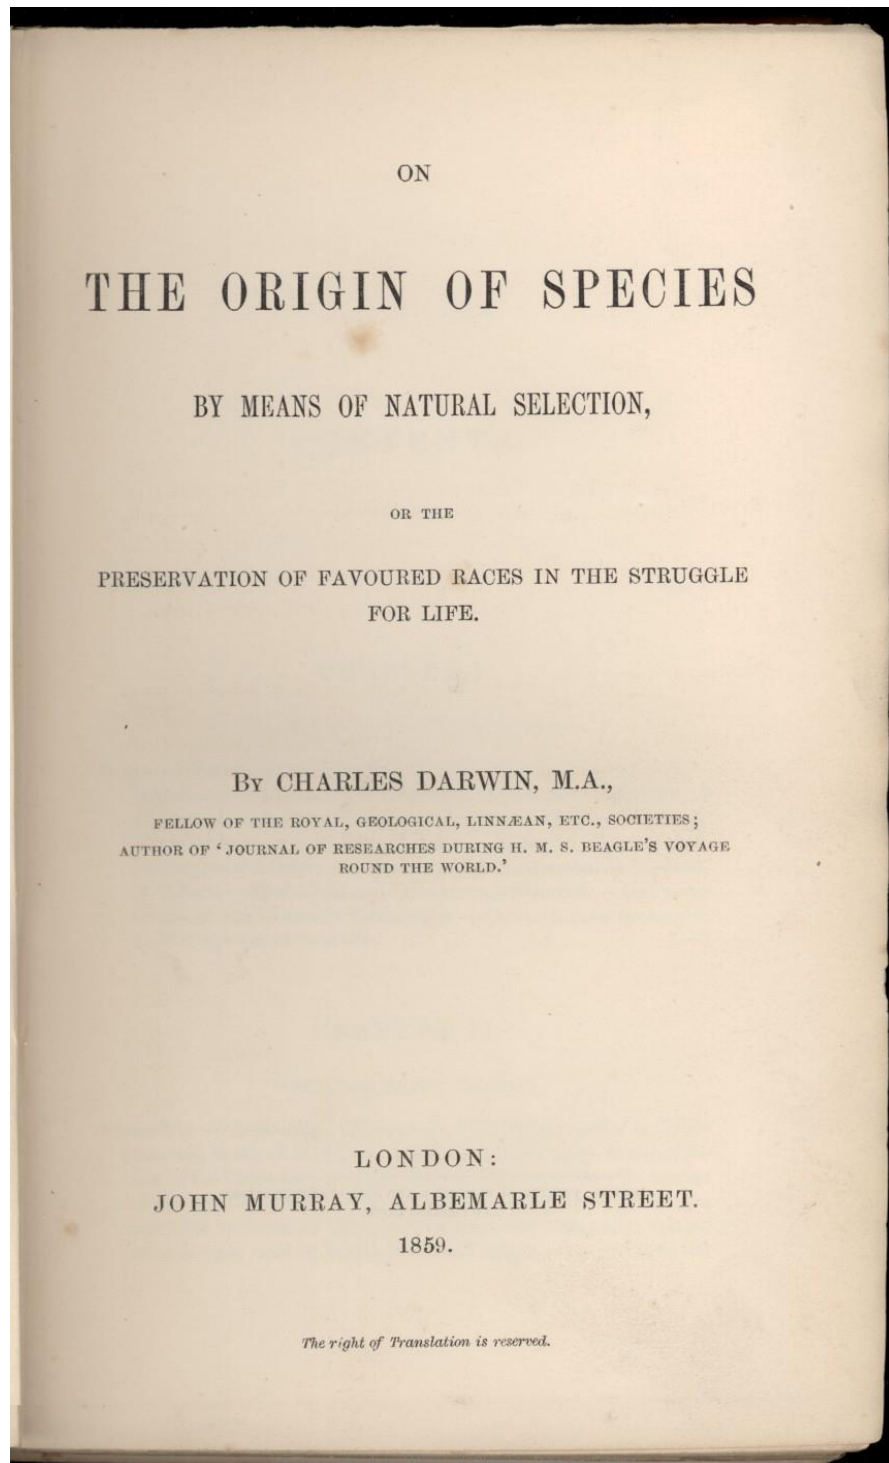 ON
THE ORIGIN OF SPECIES
BY MEANS OF NATURAL SELECTION,
OR THE
PRESERVATION OF FAVOURED RACES IN THE STRUGGLE
FOR LIFE.
BY CHARLES DARWIN, M.A.,
FELLOW OF THE ROYAL, GEOLOGICAL, LINNÆAN, ETC., SOCIETIES;
AUTHOR OF ‘JOURNAL OF RESEARCHES DURING H. M. S. BEAGLE’S VOYAGE
ROUND THE WORLD.’
LONDON:
JOHN MURRAY, ALBEMARLE STREET.
1859.
The right of Translation is reserved.